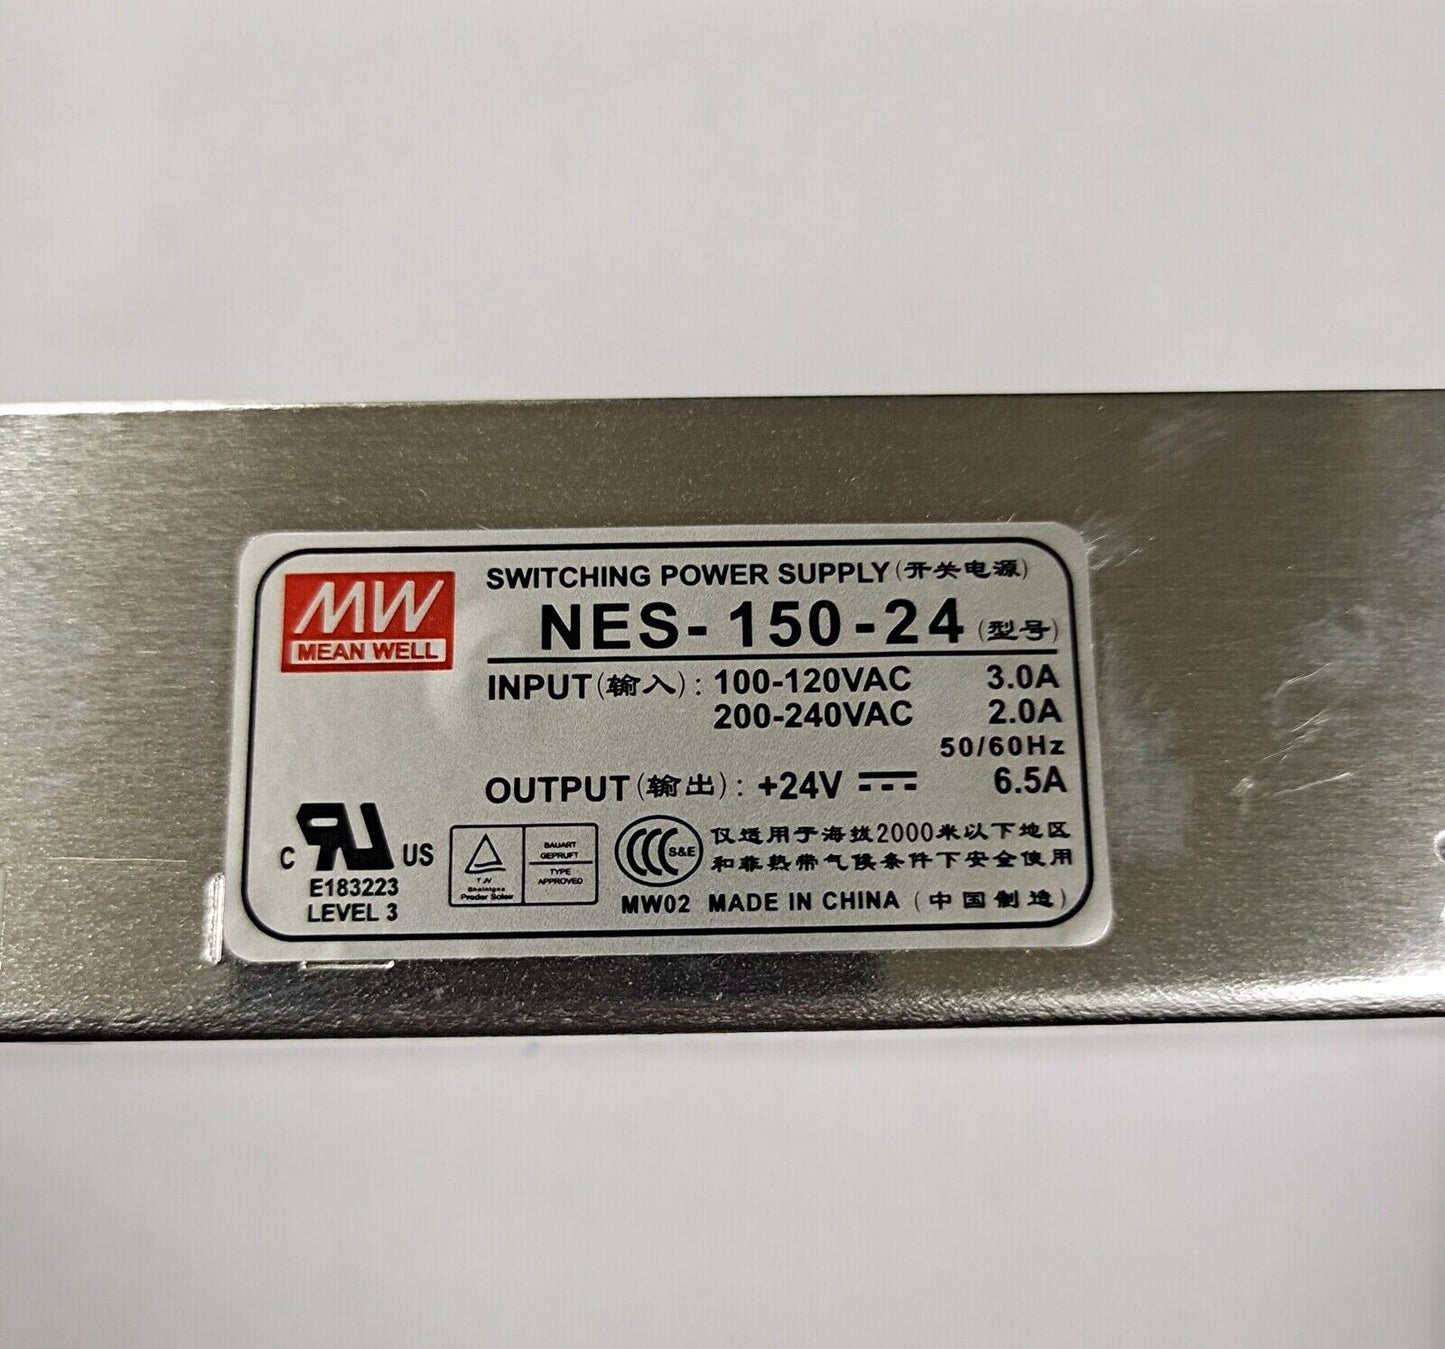 MW
MEAN WELL
SWITCHING POWER SUPPLY(开关电源)
NES-150-24(型号)
INPUT(输入): 100-120VAC 3.0A
200-240VAC 2.0A
50/60Hz
OUTPUT(输出): +24V 6.5A
C RU US
E183223
LEVEL 3
BAUART
GEPRUFT
TYPE
APPROVED
CCC S&E
仅适用于海拔2000米以下地区
和非热带气候条件下安全使用
MW02 MADE IN CHINA (中国制造)